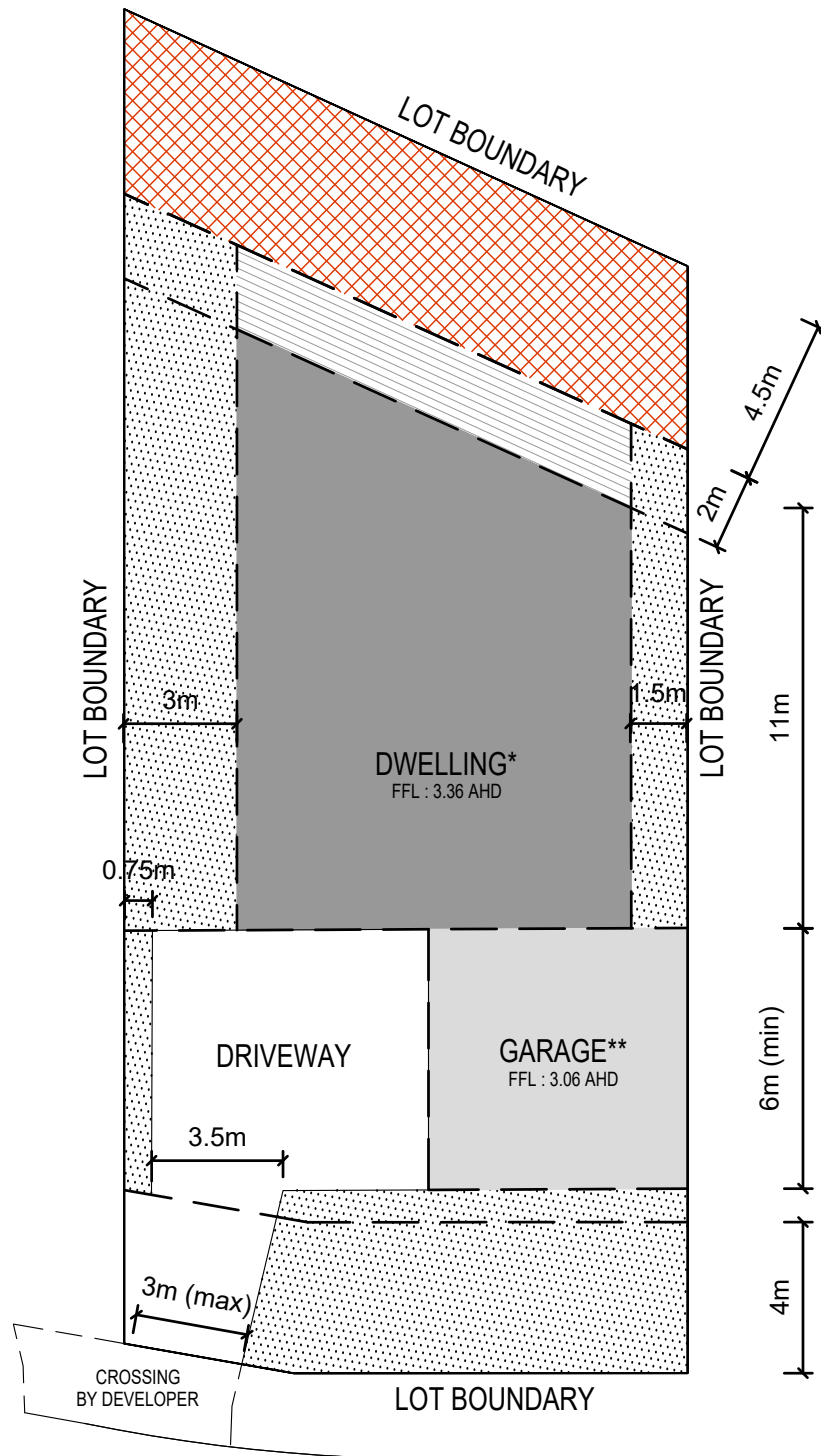 LOT BOUNDARY
4.5m
2m
LOT BOUNDARY
3m
1.5m
LOT BOUNDARY
11m
DWELLING*
FFL : 3.36 AHD
0.75m
DRIVEWAY
GARAGE**
FFL : 3.06 AHD
6m (min)
3.5m
3m (max)
4m
CROSSING
BY DEVELOPER
LOT BOUNDARY